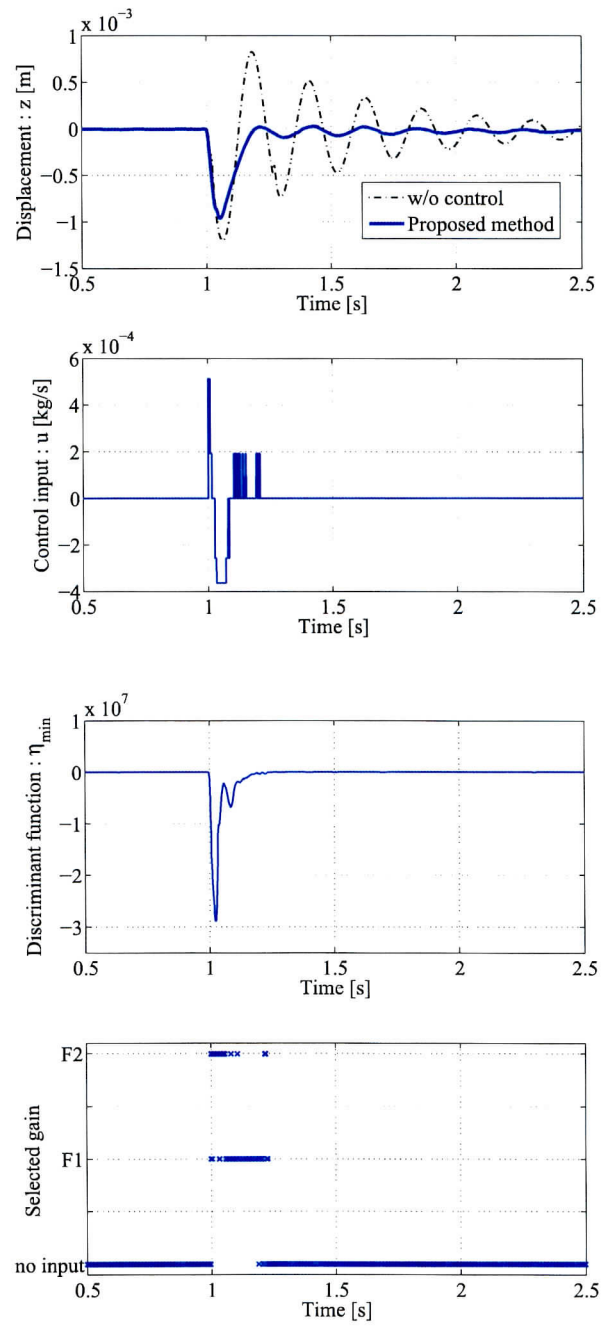 x 10⁻³
1
0.5
0
−0.5
−1
−1.5
Displacement : z [m]
w/o control
Proposed method
0.5 1 1.5 2 2.5
Time [s]
x 10⁻⁴
6
4
2
0
−2
−4
Control input : u [kg/s]
0.5 1 1.5 2 2.5
Time [s]
x 10⁷
1
0
−1
−2
−3
Discriminant function : η_min
0.5 1 1.5 2 2.5
Time [s]
F2
F1
no input
Selected gain
0.5 1 1.5 2 2.5
Time [s]